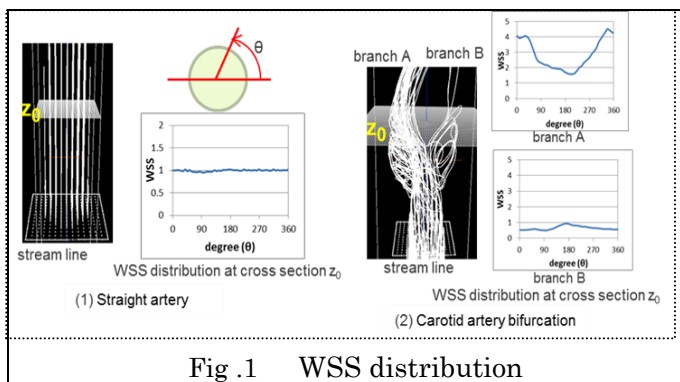 branch A
branch B
θ
z₀
WSS
2
1.5
1
0.5
0
0 90 180 270 360
degree (θ)
stream line
WSS distribution at cross section z₀
(1) Straight artery
z₀
stream line
WSS
5
4
3
2
1
0
0 90 180 270 360
degree (θ)
branch A
WSS
5
4
3
2
1
0
0 90 180 270 360
degree (θ)
branch B
WSS distribution at cross section z₀
(2) Carotid artery bifurcation
Fig .1 WSS distribution